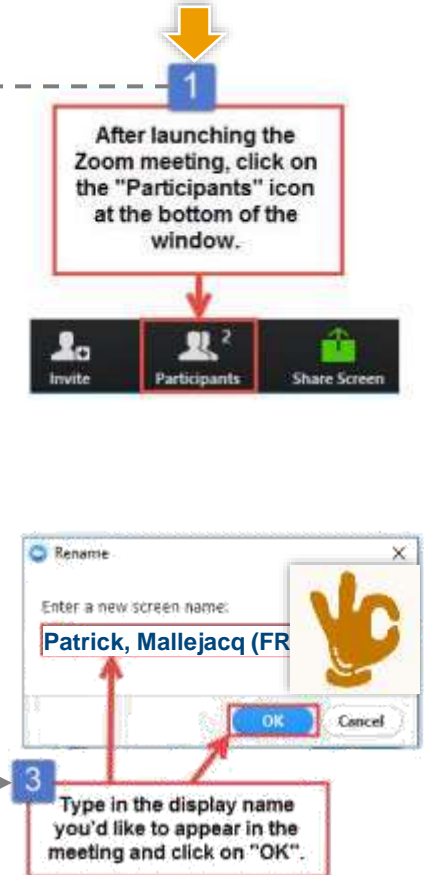 1
After launching the
Zoom meeting, click on
the "Participants" icon
at the bottom of the
window.
2
Invite Participants Share Screen
Rename
Enter a new screen name:
Patrick, Mallejacq (FR
OK Cancel
3
Type in the display name
you'd like to appear in the
meeting and click on "OK".